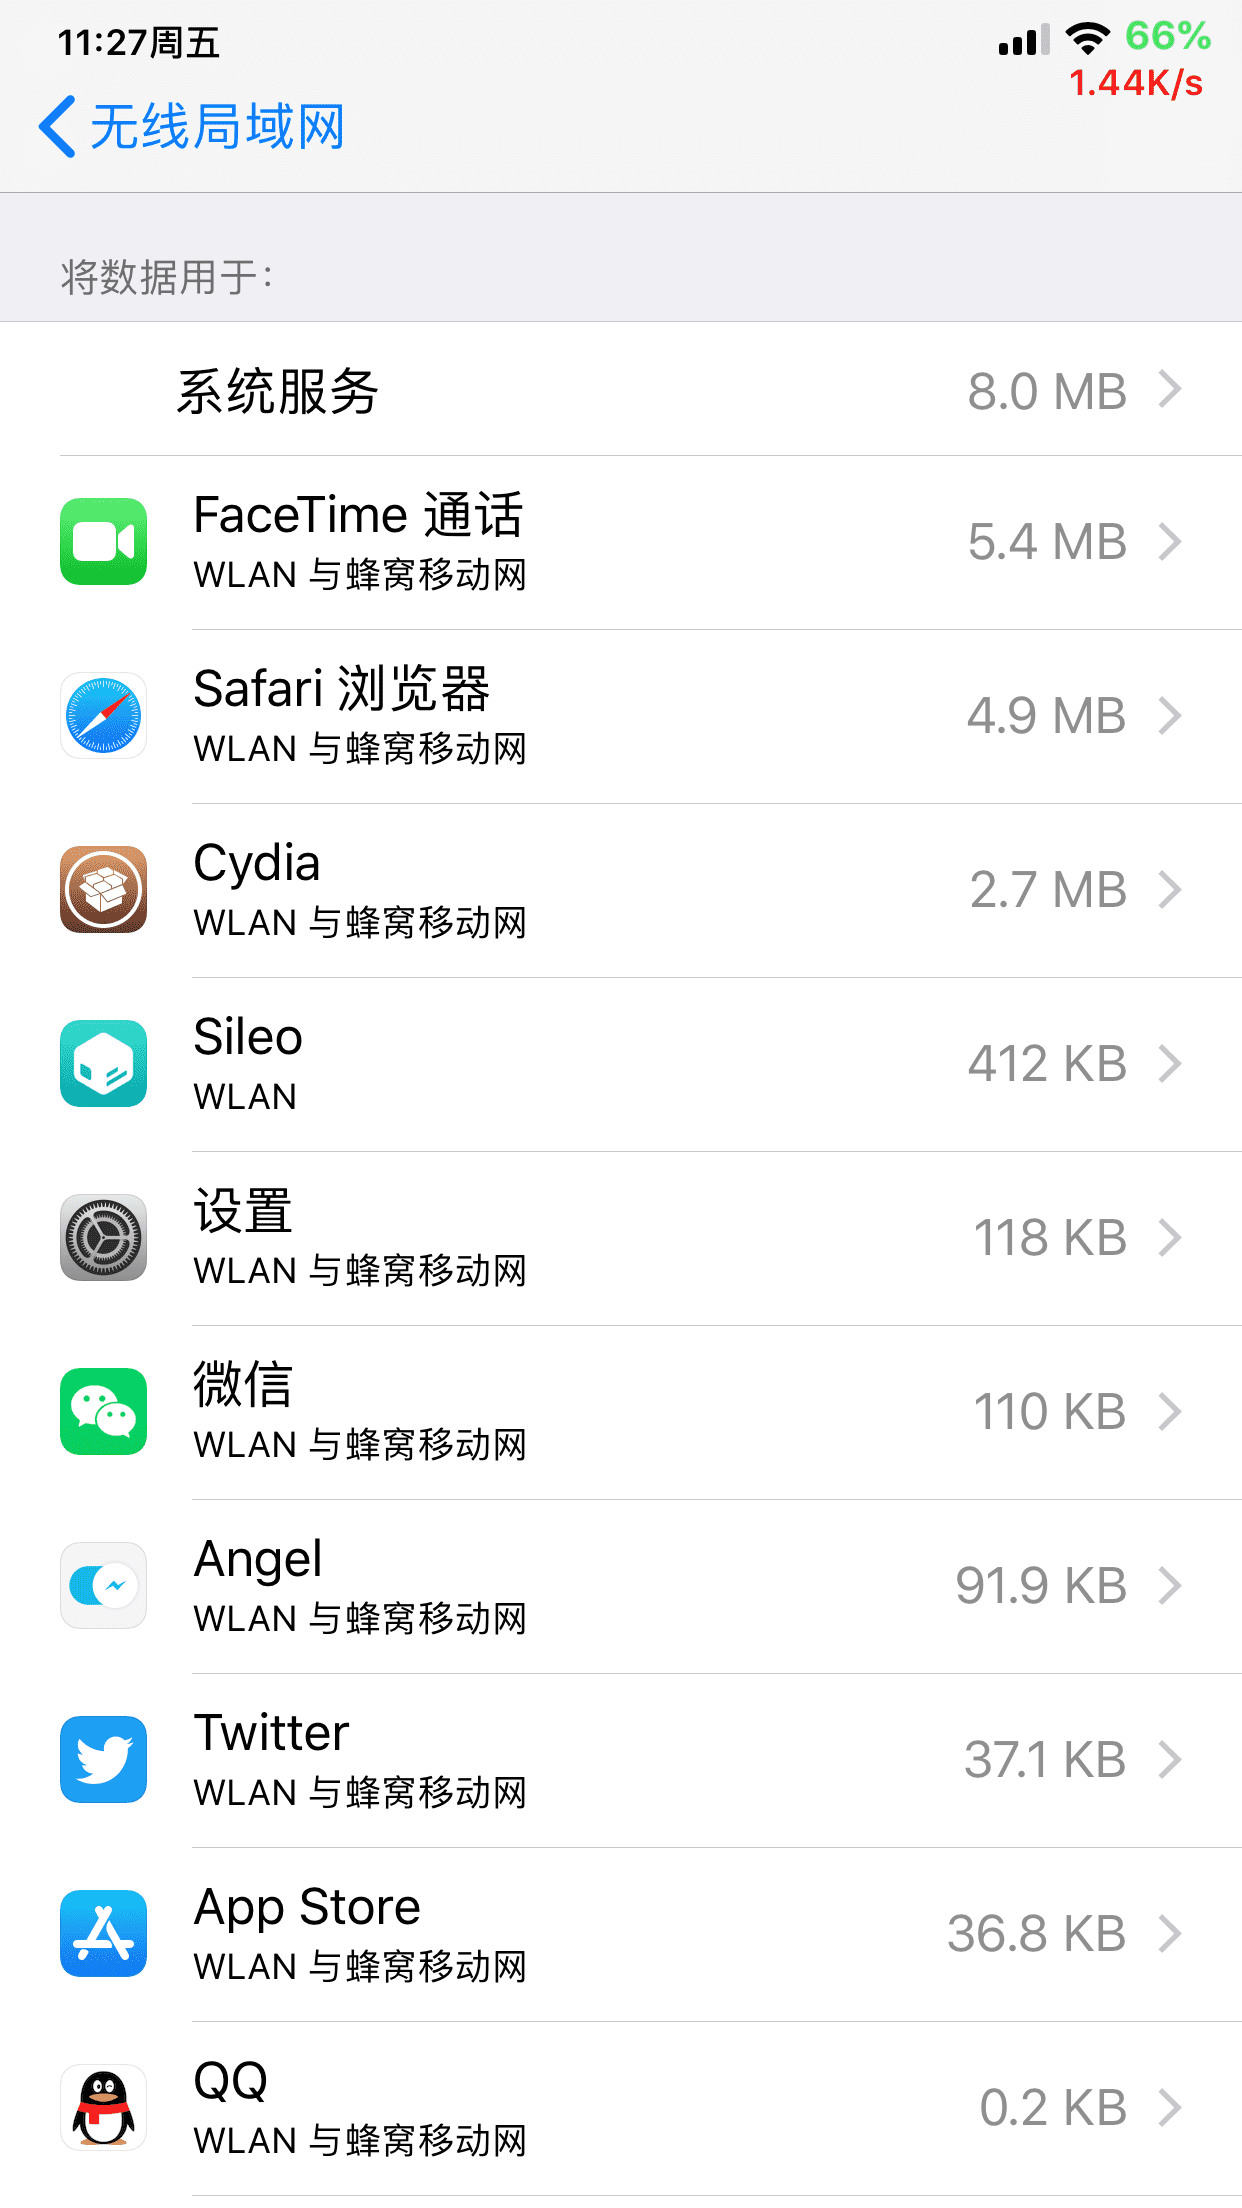 11:27周五
66%
1.44K/s
无线局域网
将数据用于：
系统服务 8.0 MB
FaceTime 通话
WLAN 与蜂窝移动网
5.4 MB
Safari 浏览器
WLAN 与蜂窝移动网
4.9 MB
Cydia
WLAN 与蜂窝移动网
2.7 MB
Sileo
WLAN
412 KB
设置
WLAN 与蜂窝移动网
118 KB
微信
WLAN 与蜂窝移动网
110 KB
Angel
WLAN 与蜂窝移动网
91.9 KB
Twitter
WLAN 与蜂窝移动网
37.1 KB
App Store
WLAN 与蜂窝移动网
36.8 KB
QQ
WLAN 与蜂窝移动网
0.2 KB